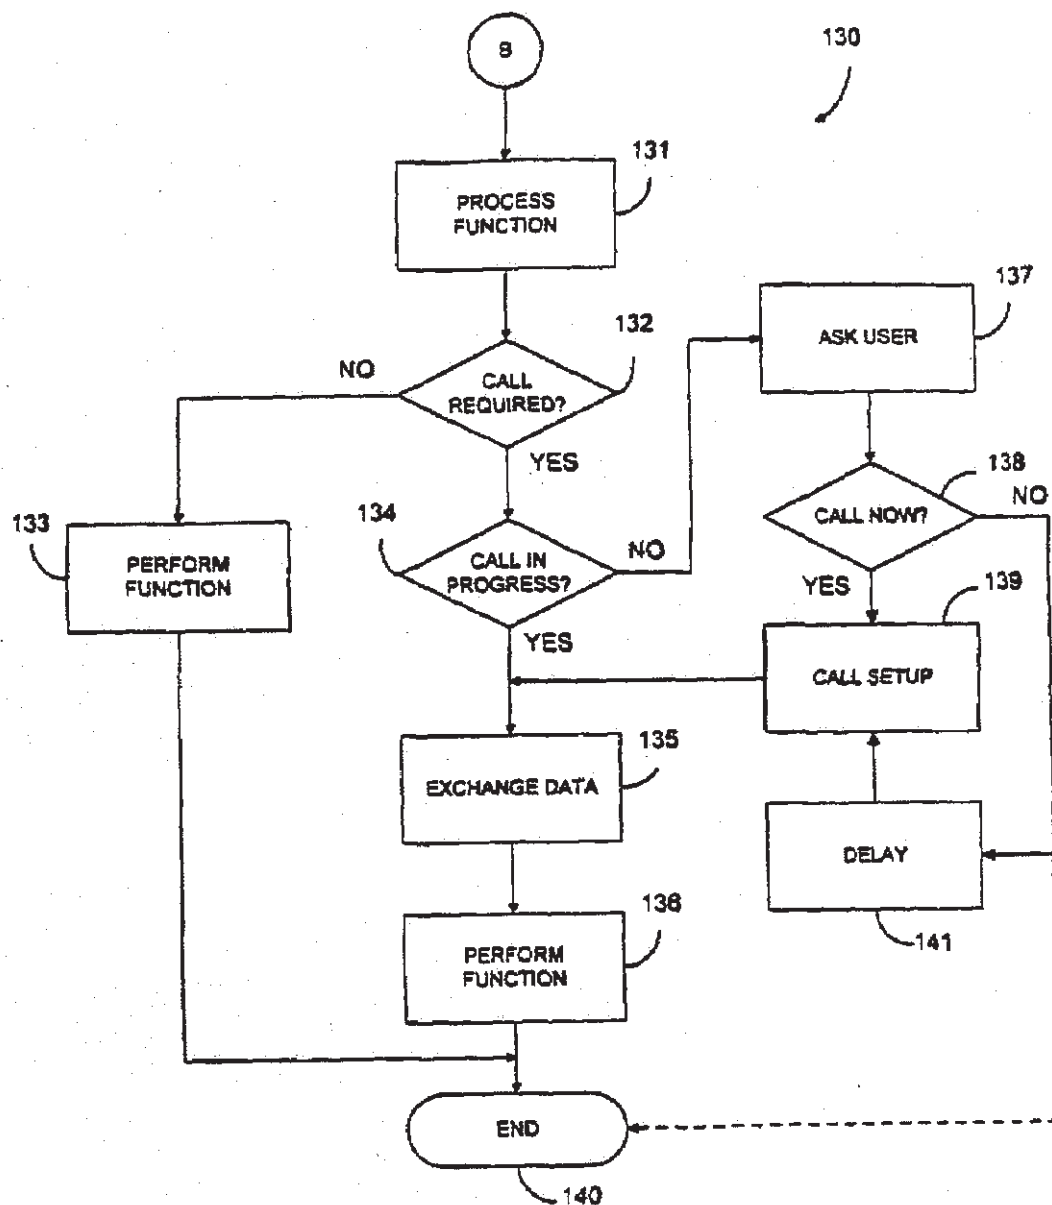 B
130
131
PROCESS
FUNCTION
132
137
ASK USER
NO
CALL
REQUIRED?
YES
138
NO
133
134
CALL NOW?
PERFORM
FUNCTION
CALL IN
PROGRESS?
NO
YES
139
YES
CALL SETUP
135
EXCHANGE DATA
DELAY
136
141
PERFORM
FUNCTION
END
140